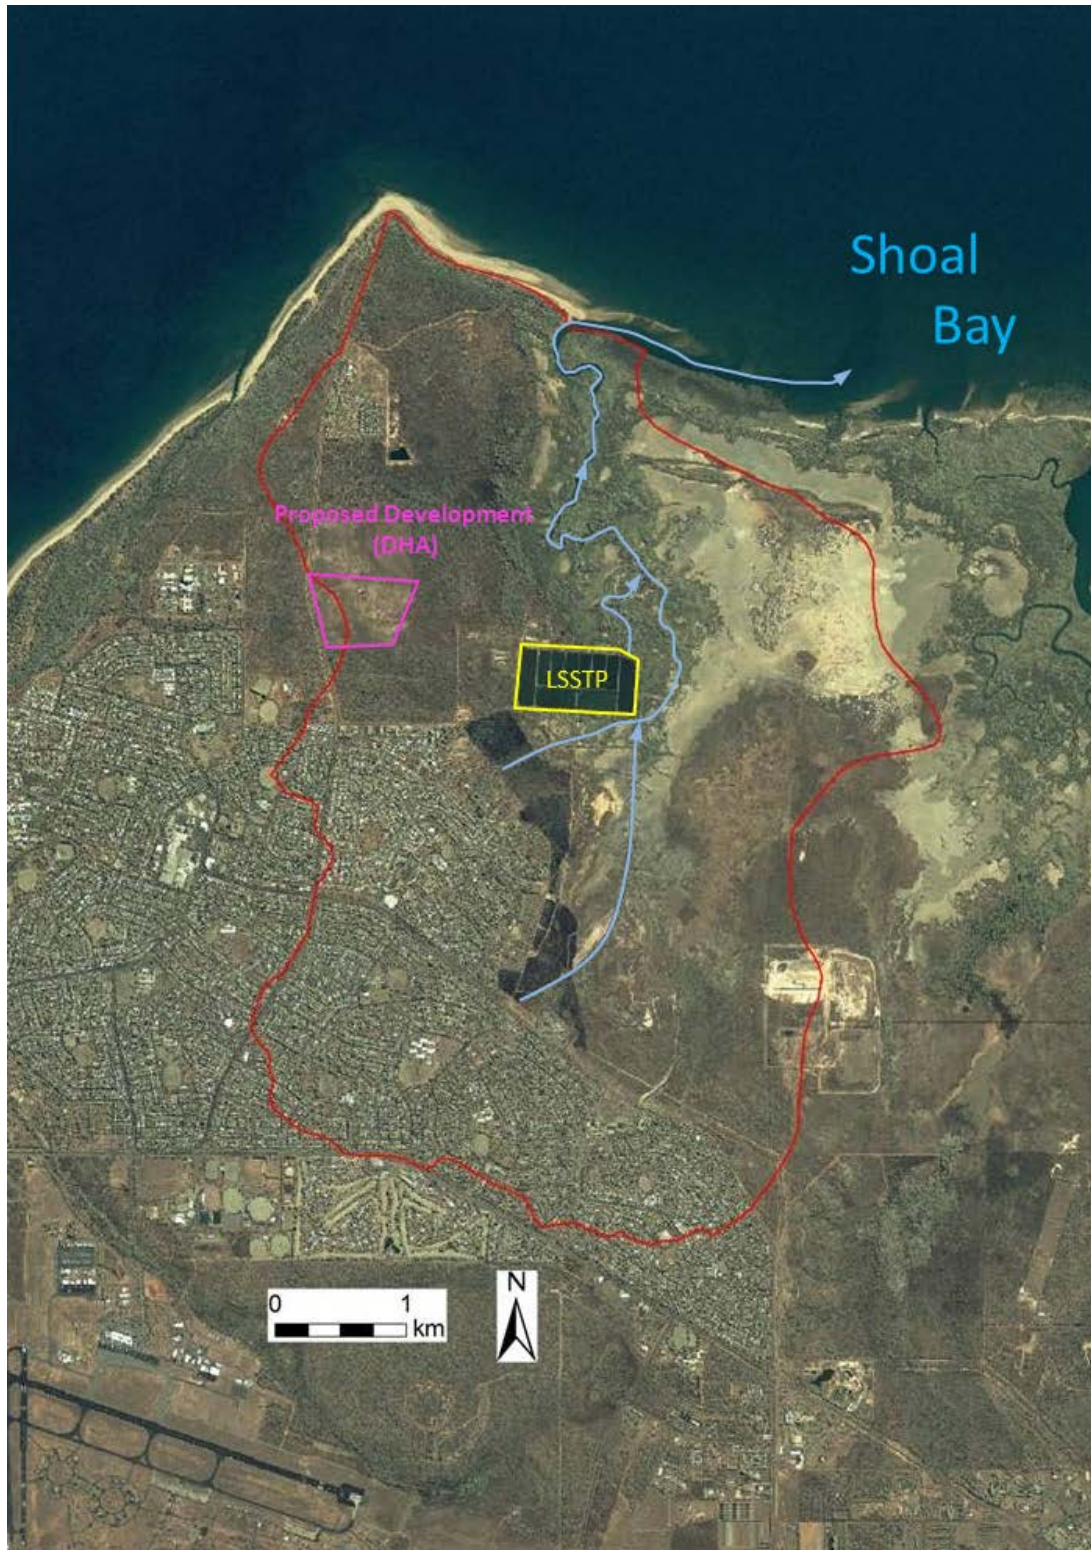 Shoal
Bay
Proposed Development
(DHA)
LSSTP
N
0 1
km